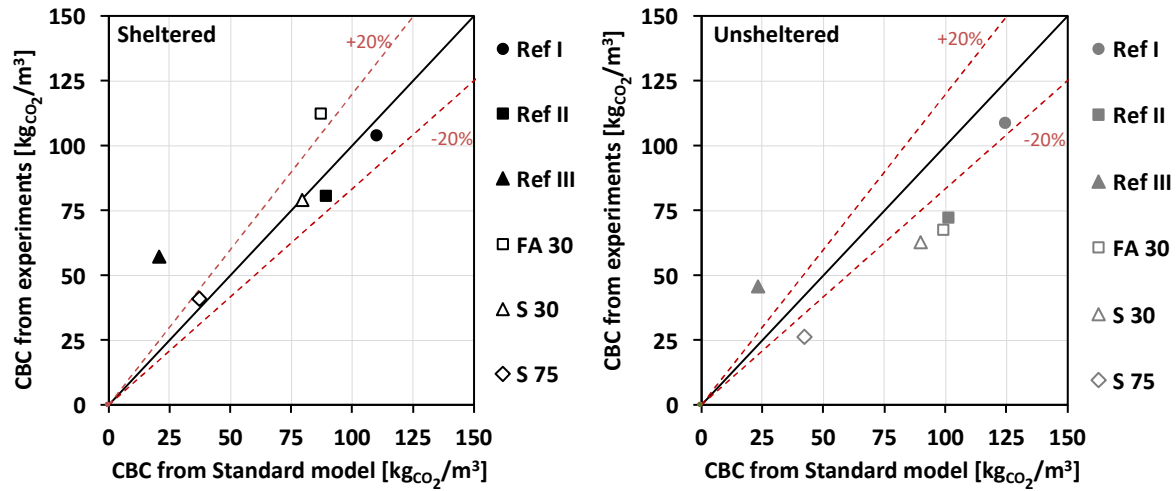 Sheltered
+20%
-20%
150
125
100
75
50
25
0
0 25 50 75 100 125 150
CBC from experiments [kgCO2/m³]
CBC from Standard model [kgCO2/m³]
Ref I
Ref II
Ref III
FA 30
S 30
S 75
Unsheltered
+20%
-20%
150
125
100
75
50
25
0
0 25 50 75 100 125 150
CBC from experiments [kgCO2/m³]
CBC from Standard model [kgCO2/m³]
Ref I
Ref II
Ref III
FA 30
S 30
S 75